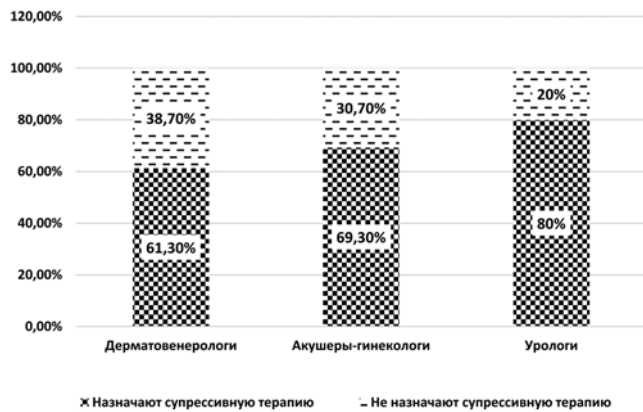 120,00%
100,00%
80,00%
60,00%
40,00%
20,00%
0,00%
38,70%
30,70%
20%
61,30%
69,30%
80%
Дерматовенерологи
Акушеры-гинекологи
Урологи
Назначают супрессивную терапию
Не назначают супрессивную терапию